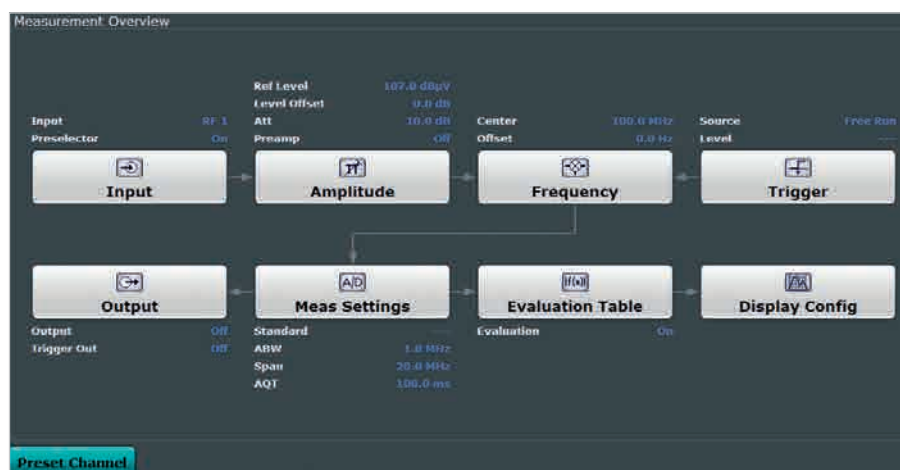 Measurement Overview
Ref Level 107.0 dBµV
Level Offset 0.0 dB
Input RF 1
Att 10.0 dB
Center 100.0 MHz
Source Free Run
Preselector On
Preamp Off
Offset 0.0 Hz
Level ----
Input
Amplitude
Frequency
Trigger
A/D
If(x)
Output
Meas Settings
Evaluation Table
Display Config
Output Off
Standard ----
Evaluation On
Trigger Out Off
ABW 1.0 MHz
Span 20.0 MHz
AQT 100.0 ms
Preset Channel